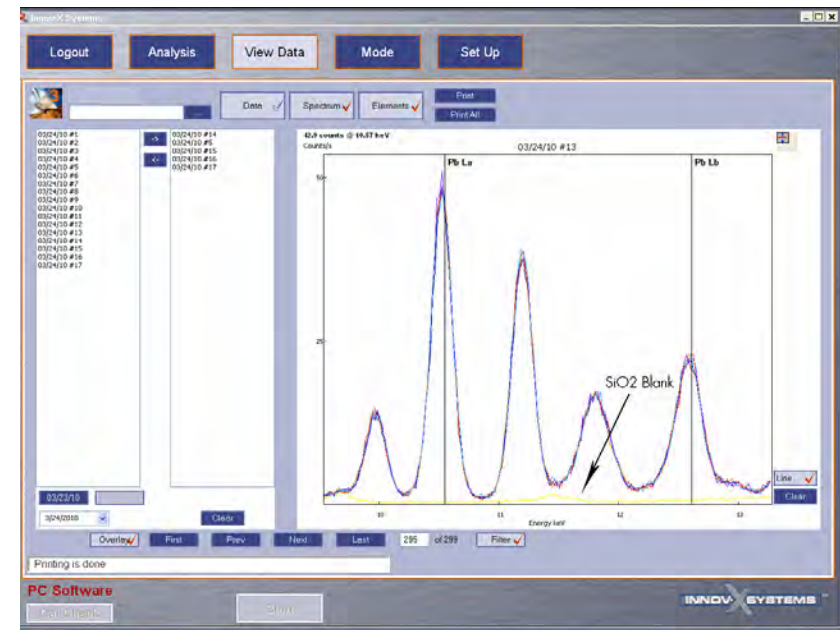 Innov-X Systems
Logout Analysis View Data Mode Set Up
... Data Spectrum Elements Print
Print All
03/24/10 #1
03/24/10 #2
03/24/10 #3
03/24/10 #4
03/24/10 #5
03/24/10 #6
03/24/10 #7
03/24/10 #8
03/24/10 #9
03/24/10 #10
03/24/10 #11
03/24/10 #12
03/24/10 #13
03/24/10 #14
03/24/10 #15
03/24/10 #16
03/24/10 #17
->
<-
03/24/10 #14
03/24/10 #5
03/24/10 #15
03/24/10 #16
03/24/10 #17
42.9 counts @ 10.57 keV
Counts/s
03/24/10 #13
Pb La Pb Lb
50
25
SiO2 Blank
10 11 12 13
Energy keV
Line
Clear
03/23/10
3/24/2010 Clear
Overlay First Prev Next Last 295 of 299 Filter
Printing is done
PC Software
Start
INNOV-X SYSTEMS